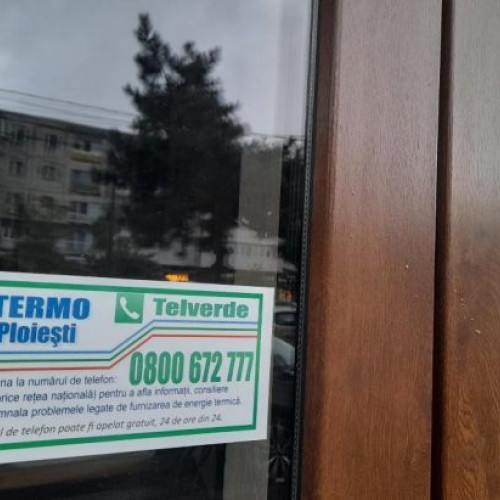 TERMO Telverde
Ploiești
0800 672 777
na la numărul de telefon:
orice rețea națională) pentru a afla informații, consiliere
mnala problemele legate de furnizarea de energie termică.
l de telefon poate fi apelat gratuit, 24 de ore din 24.